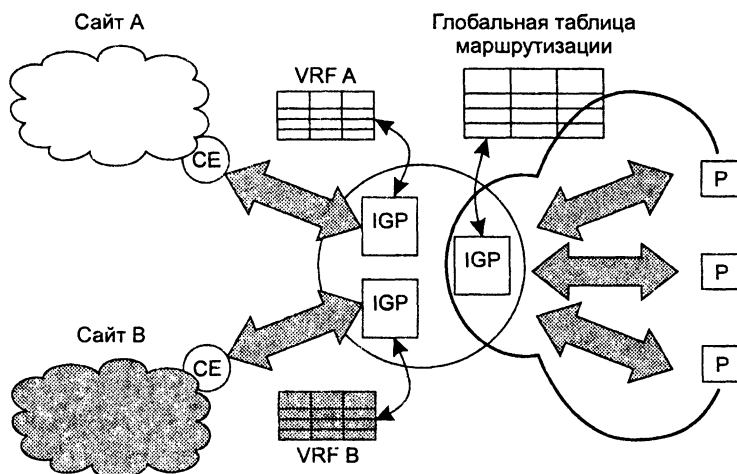 Сайт А
Глобальная таблица
маршрутизации
VRF A
CE
P
IGP
IGP
P
IGP
Сайт В
CE
P
VRF B